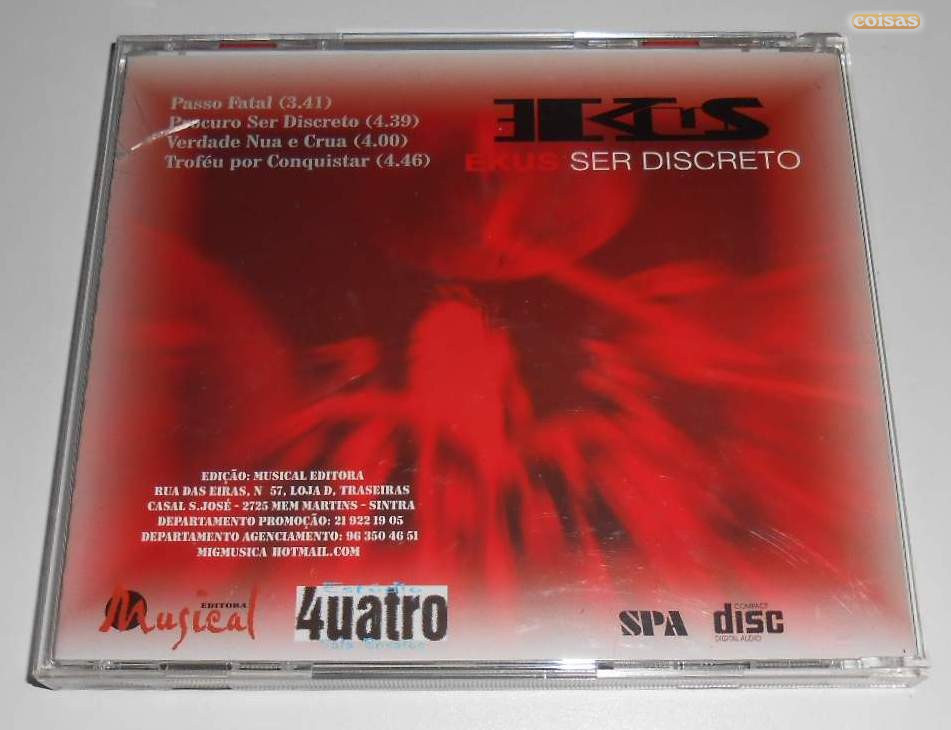 coisas
Passo Fatal (3.41)
Procuro Ser Discreto (4.39)
Verdade Nua e Crua (4.00)
Troféu por Conquistar (4.46)
EKUS
EKUS SER DISCRETO
EDIÇÃO: MUSICAL EDITORA
RUA DAS EIRAS, N 57, LOJA D, TRASEIRAS
CASAL S.JOSÉ - 2725 MEM MARTINS - SINTRA
DEPARTAMENTO PROMOÇÃO: 21 922 19 05
DEPARTAMENTO AGENCIAMENTO: 96 350 46 51
MIGMUSICA HOTMAIL.COM
EDITORA
Musical
Estúdio
4uatro
SPA
COMPACT
disc
DIGITAL AUDIO